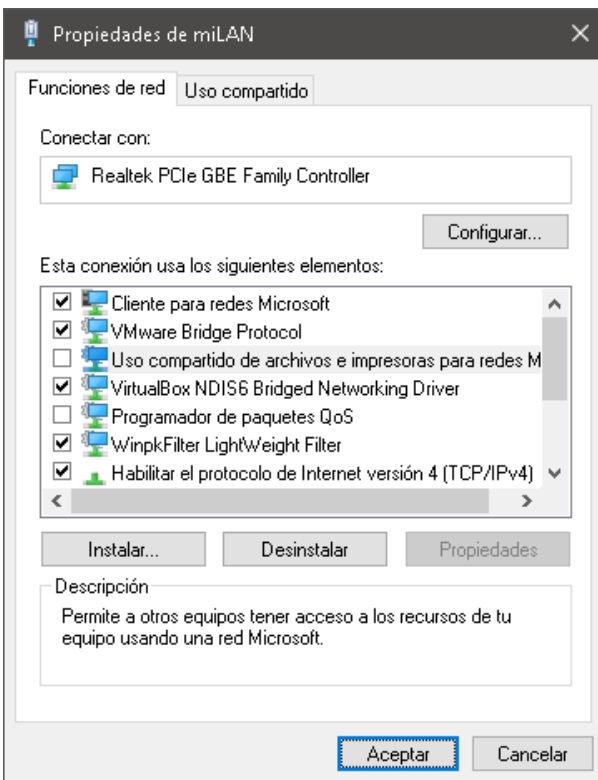 Propiedades de miLAN
Funciones de red
Uso compartido
Conectar con:
Realtek PCIe GBE Family Controller
Configurar...
Esta conexión usa los siguientes elementos:
Cliente para redes Microsoft
VMware Bridge Protocol
Uso compartido de archivos e impresoras para redes M
VirtualBox NDIS6 Bridged Networking Driver
Programador de paquetes QoS
WinpkFilter LightWeight Filter
Habilitar el protocolo de Internet versión 4 (TCP/IPv4)
Instalar...
Desinstalar
Propiedades
Descripción
Permite a otros equipos tener acceso a los recursos de tu
equipo usando una red Microsoft.
Aceptar
Cancelar